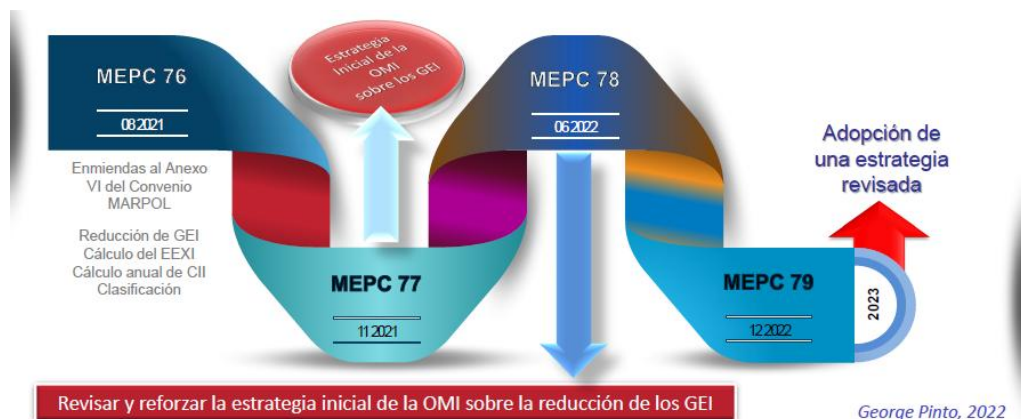 MEPC 76
08 2021
Enmiendas al Anexo
VI del Convenio
MARPOL
Reducción de GEI
Cálculo del EEXI
Cálculo anual de CII
Clasificación
Estrategia
Inicial de la
OMI
sobre los GEI
MEPC 77
11 2021
MEPC 78
06 2022
MEPC 79
12 2022
2023
Adopción de
una estrategia
revisada
Revisar y reforzar la estrategia inicial de la OMI sobre la reducción de los GEI
George Pinto, 2022